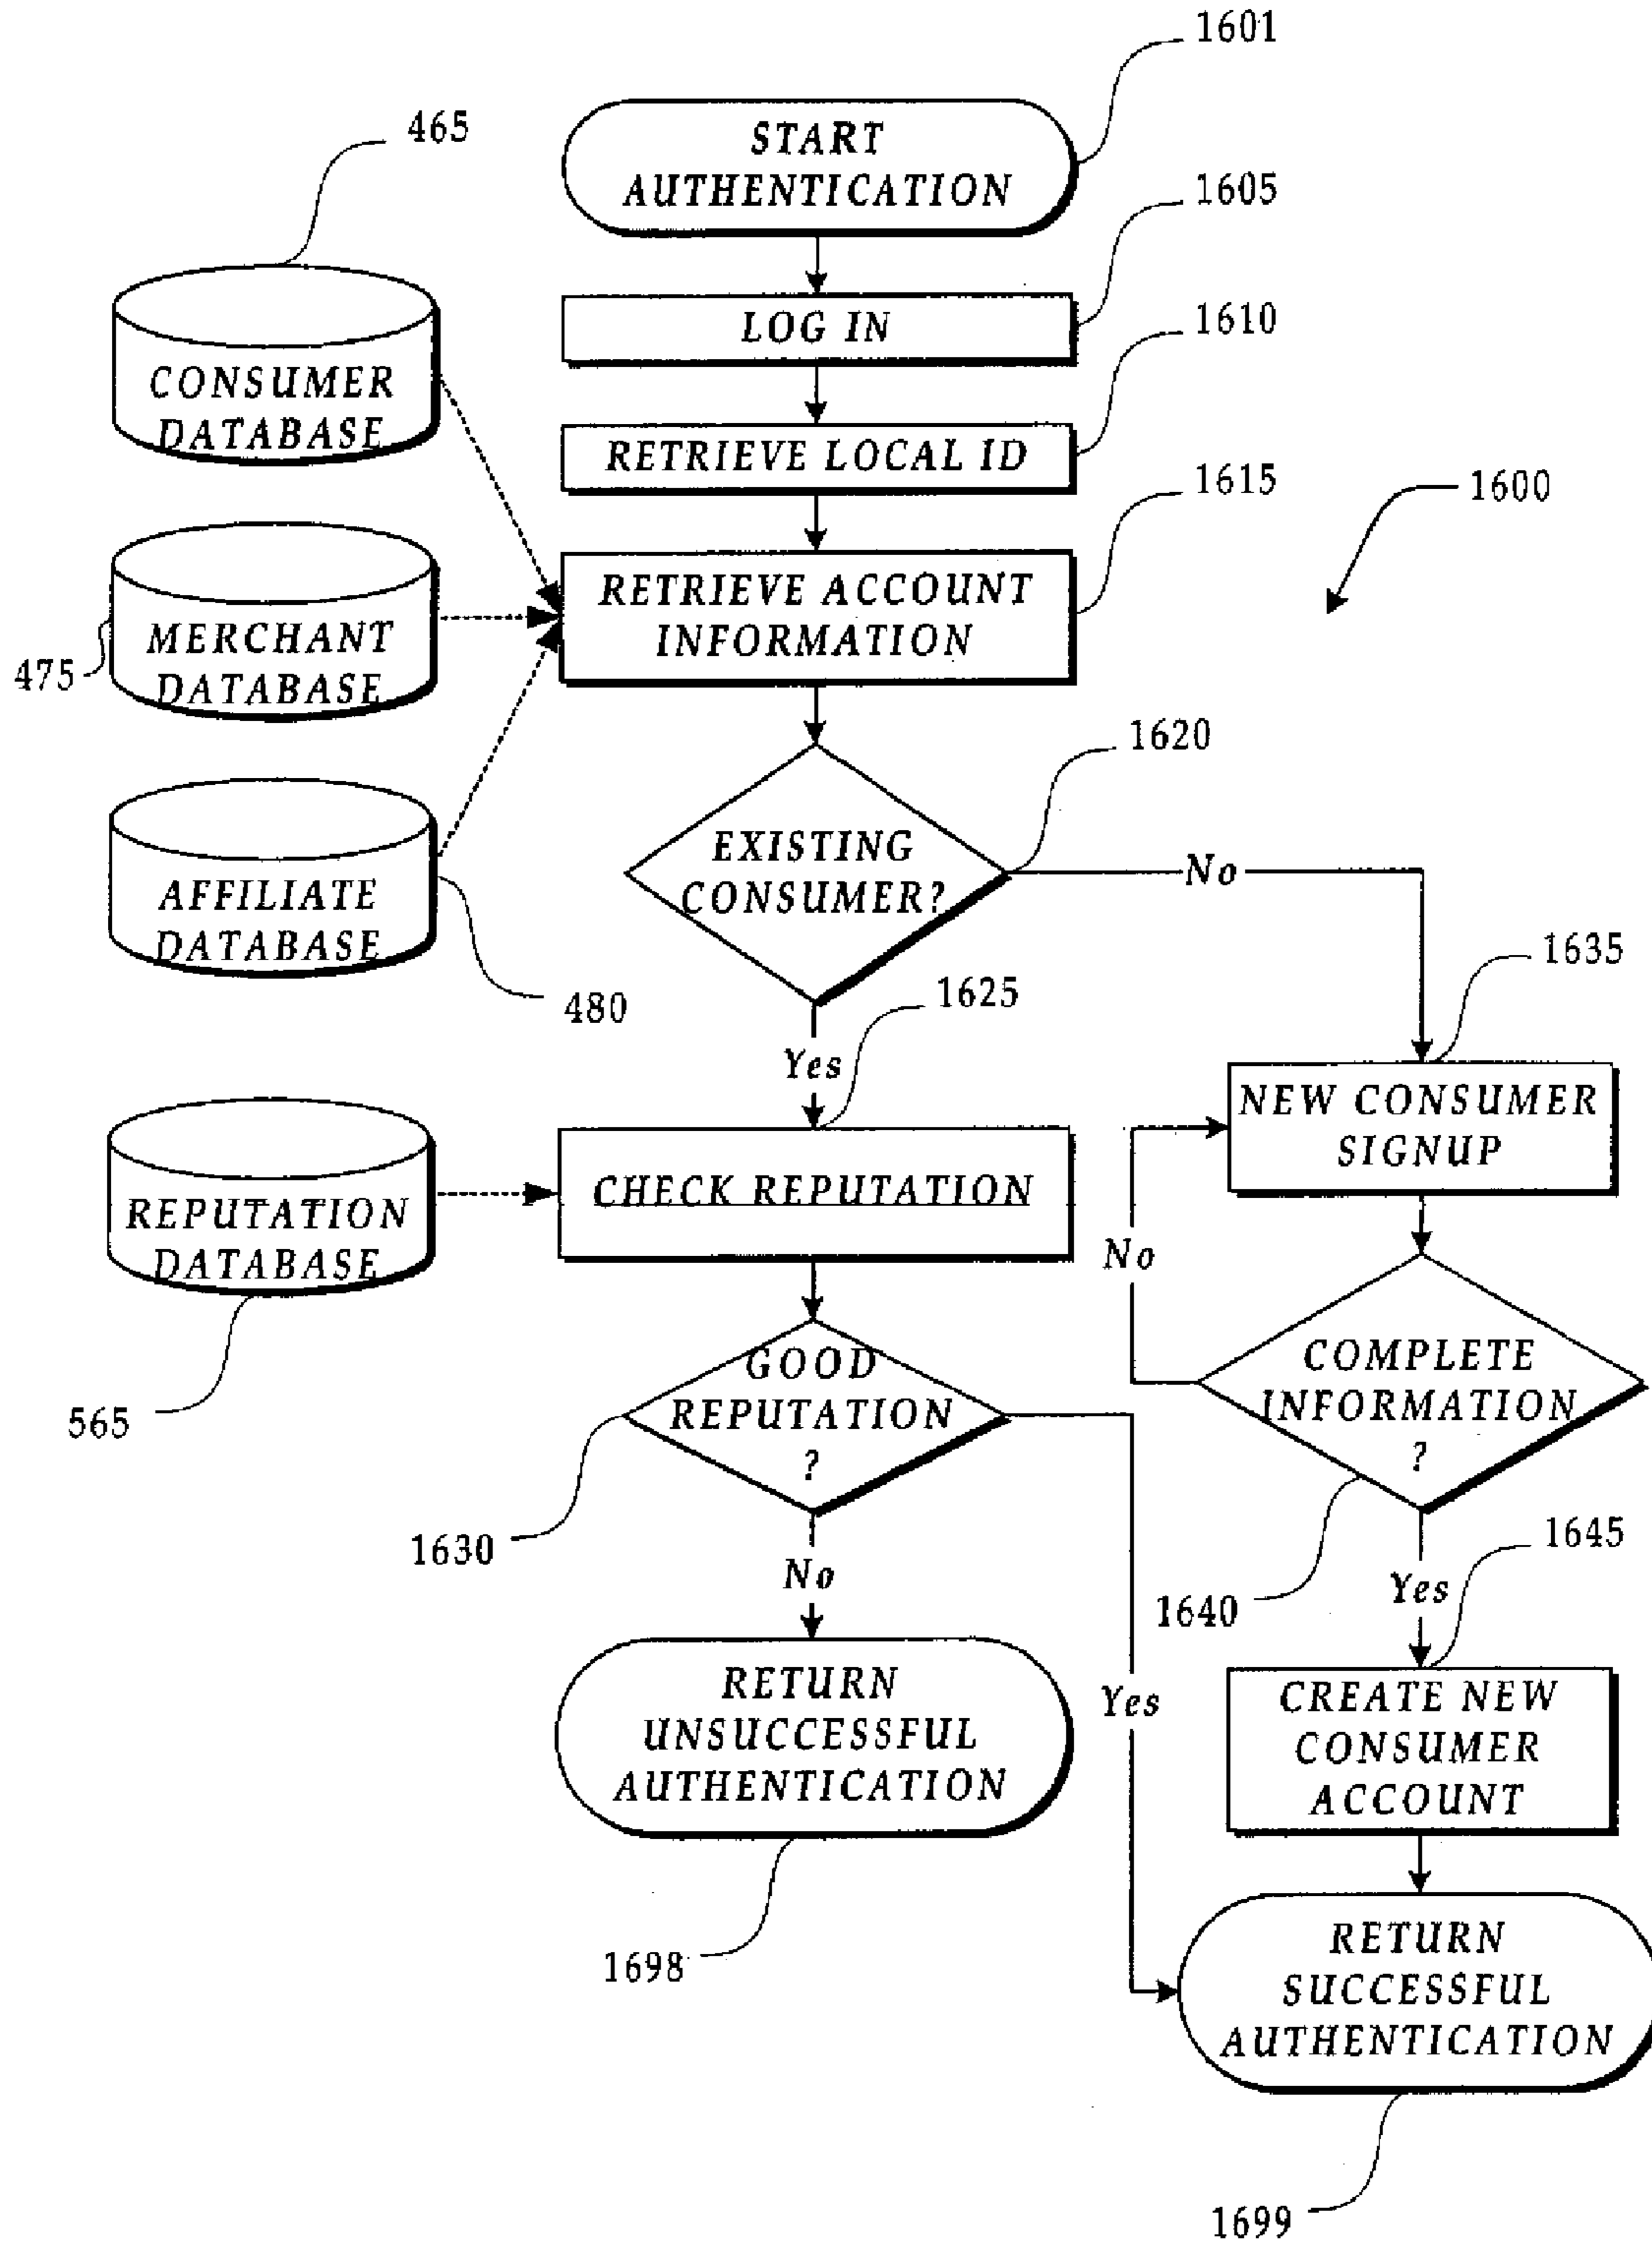 1601
START
AUTHENTICATION
465
1605
LOG IN
1610
RETRIEVE LOCAL ID
CONSUMER
DATABASE
1615
1600
RETRIEVE ACCOUNT
INFORMATION
MERCHANT
DATABASE
475
1620
EXISTING
CONSUMER?
No
AFFILIATE
DATABASE
480
1635
1625
Yes
NEW CONSUMER
SIGNUP
CHECK REPUTATION
REPUTATION
DATABASE
565
No
GOOD
REPUTATION
?
1630
COMPLETE
INFORMATION
?
1640
No
Yes
1645
RETURN
UNSUCCESSFUL
AUTHENTICATION
1698
Yes
CREATE NEW
CONSUMER
ACCOUNT
RETURN
SUCCESSFUL
AUTHENTICATION
1699